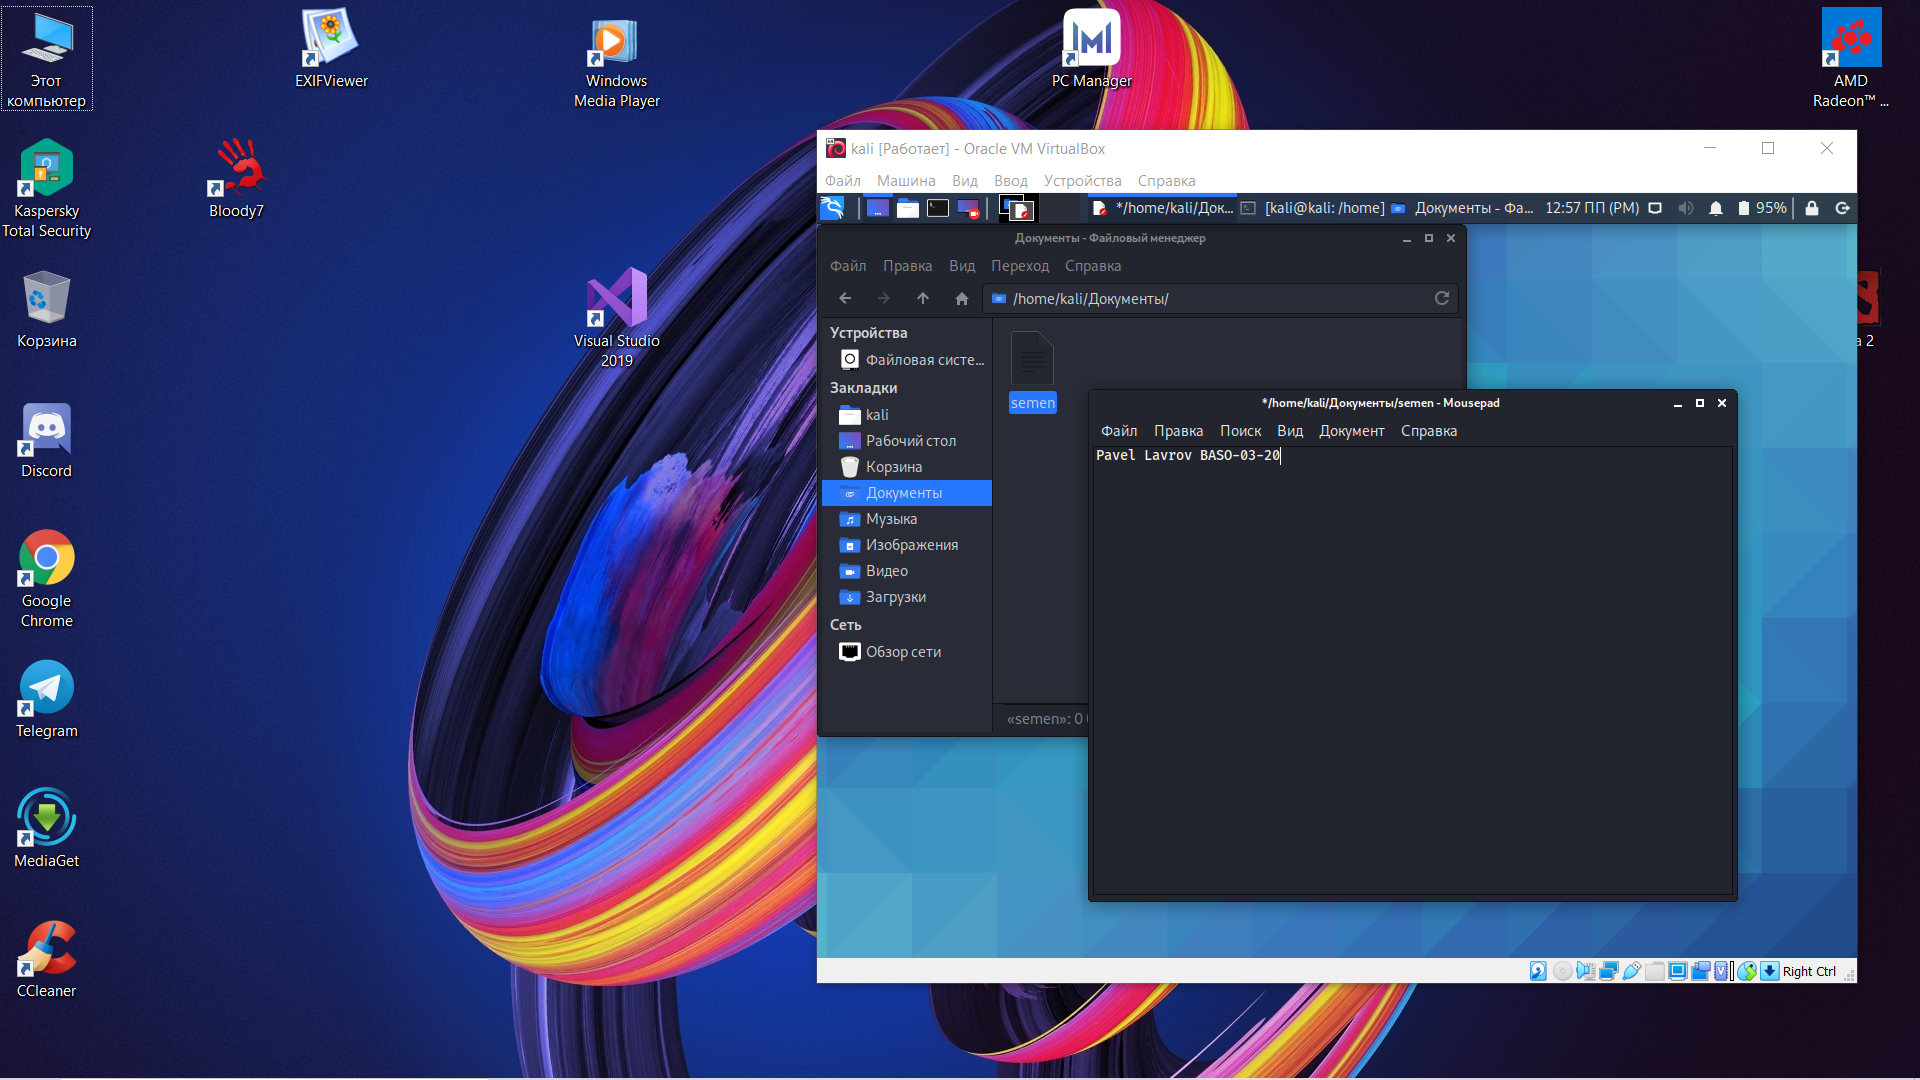 Этот
компьютер
EXIFViewer
Windows
Media Player
PC Manager
AMD
Radeon™ ...
Kaspersky
Total Security
Bloody7
Корзина
Visual Studio
2019
Discord
Google
Chrome
Telegram
MediaGet
CCleaner
a 2
kali [Работает] - Oracle VM VirtualBox
Файл Машина Вид Ввод Устройства Справка
*/home/kali/Док... [kali@kali: /home] Документы - Фа... 12:57 ПП (PM) 95%
Документы - Файловый менеджер
Файл Правка Вид Переход Справка
/home/kali/Документы/
Устройства
Файловая систе...
Закладки
kali
Рабочий стол
Корзина
Документы
Музыка
Изображения
Видео
Загрузки
Сеть
Обзор сети
semen
«semen»: 0
*/home/kali/Документы/semen - Mousepad
Файл Правка Поиск Вид Документ Справка
Pavel Lavrov BASO-03-20
Right Ctrl